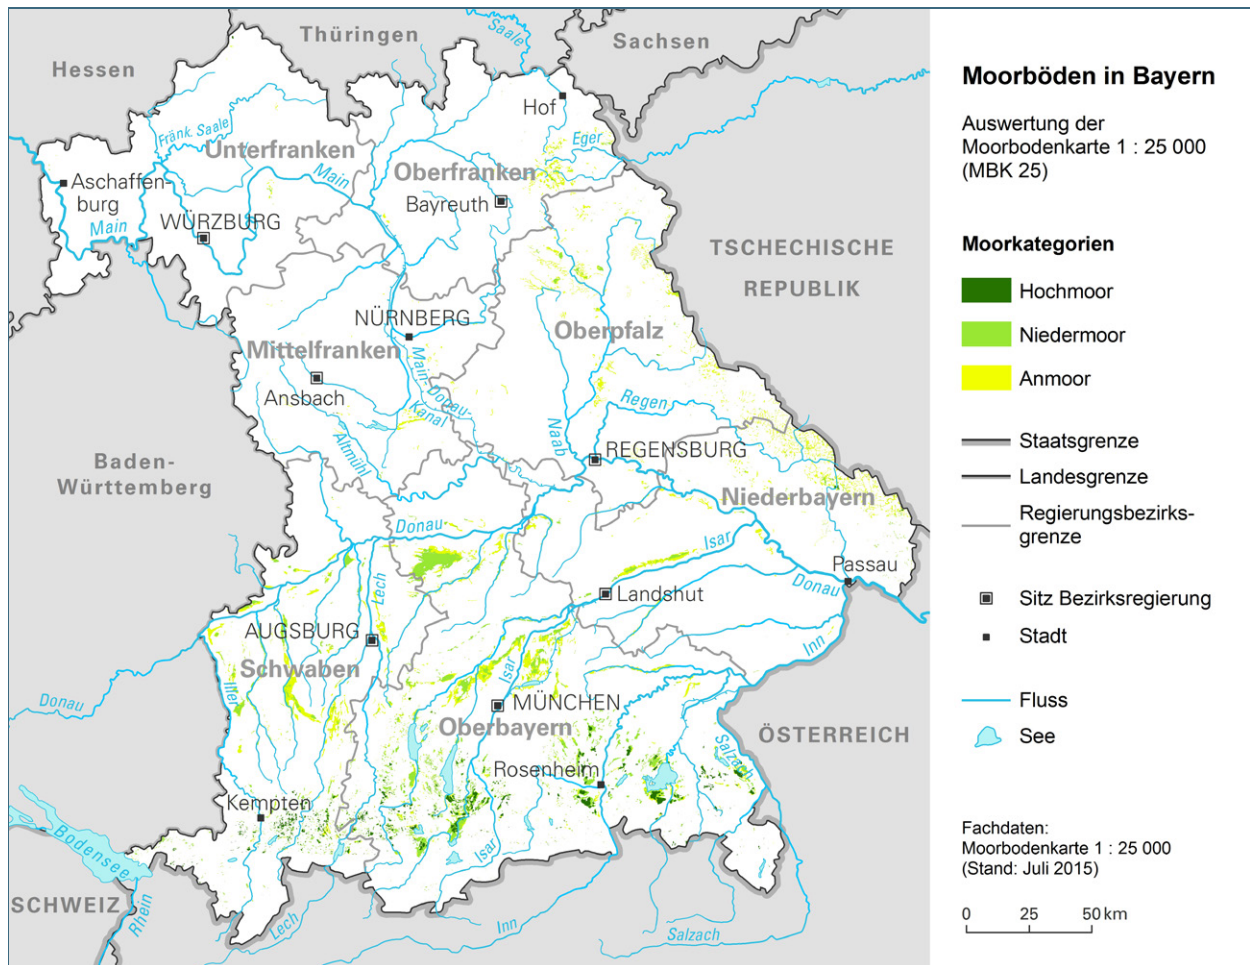 Thüringen
Saale
Sachsen
Hessen
Hof
Fränk. Saale
Unterfranken
Eger
Main
Oberfranken
Aschaffen-
burg
Bayreuth
WÜRZBURG
Main
TSCHECHISCHE
REPUBLIK
NÜRNBERG
Oberpfalz
Mittelfranken
Main-Donau-
Kanal
Ansbach
Regen
Altmühl
Naab
REGENSBURG
Baden-
Württemberg
Niederbayern
Donau
Isar
Passau
Lech
Donau
Landshut
AUGSBURG
Inn
Schwaben
Isar
Iller
Donau
MÜNCHEN
Oberbayern
ÖSTERREICH
Salzach
Rosenheim
Kempten
Bodensee
Isar
SCHWEIZ
Rhein
Lech
Inn
Salzach
Moorböden in Bayern
Auswertung der
Moorbodenkarte 1 : 25 000
(MBK 25)
Moorkategorien
Hochmoor
Niedermoor
Anmoor
Staatsgrenze
Landesgrenze
Regierungsbezirks-
grenze
Sitz Bezirksregierung
Stadt
Fluss
See
Fachdaten:
Moorbodenkarte 1 : 25 000
(Stand: Juli 2015)
0 25 50 km